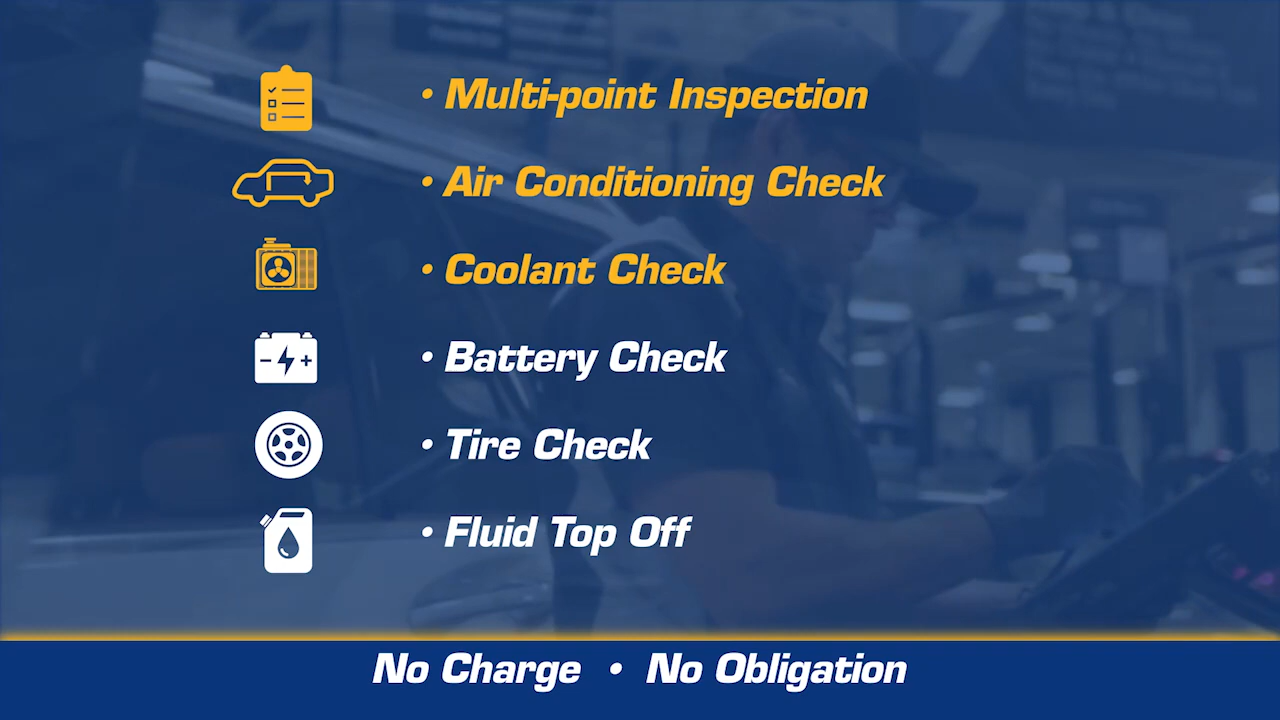 • Multi-point Inspection
• Air Conditioning Check
• Coolant Check
• Battery Check
• Tire Check
• Fluid Top Off
No Charge • No Obligation